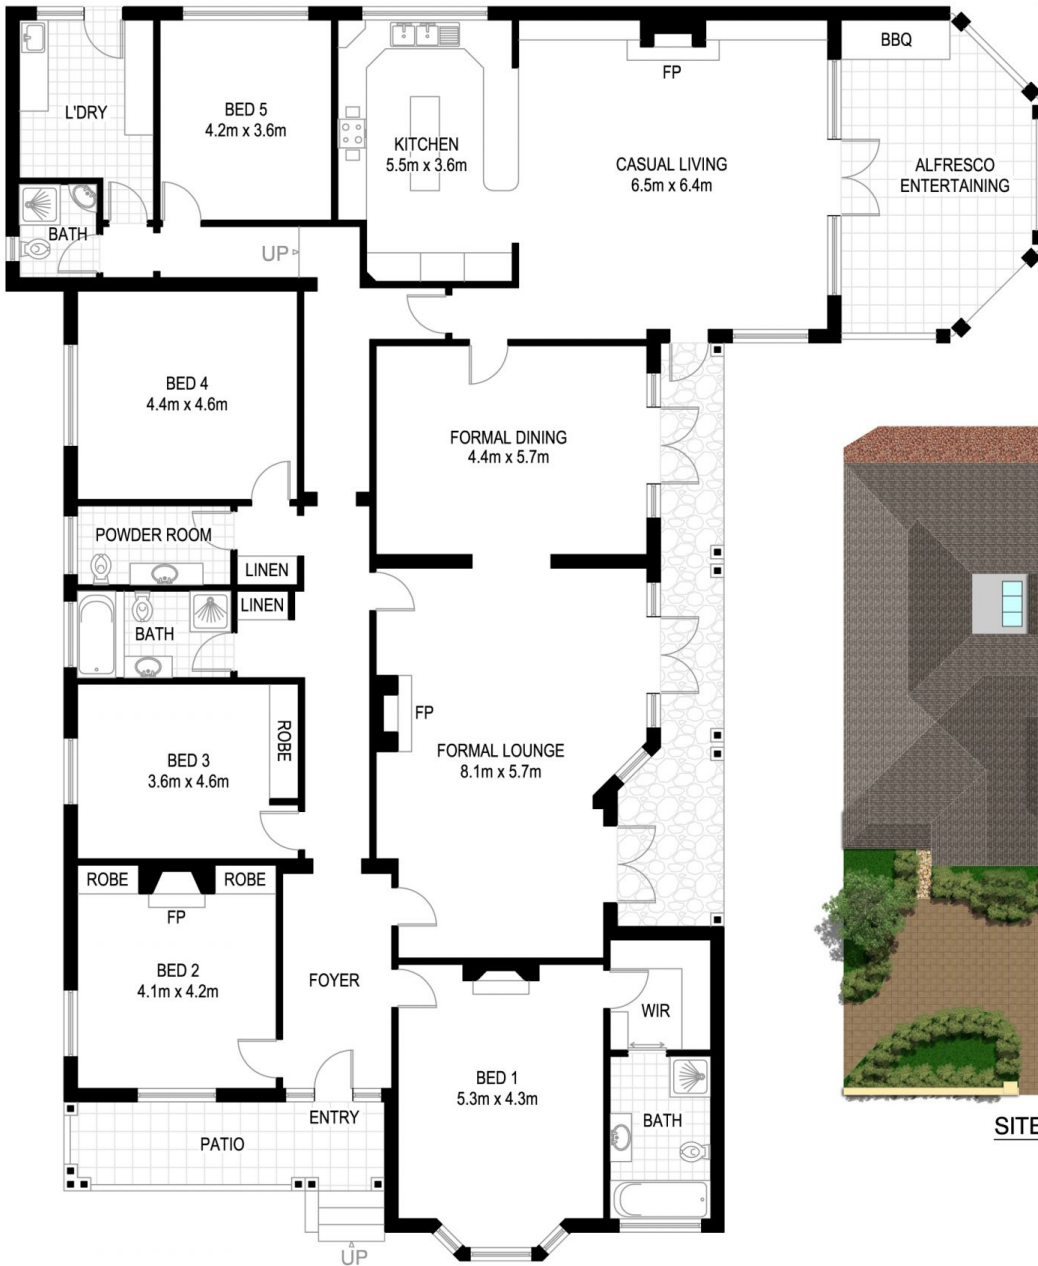 BBQ
FP
L'DRY
BED 5
4.2m x 3.6m
KITCHEN
5.5m x 3.6m
CASUAL LIVING
6.5m x 6.4m
ALFRESCO
ENTERTAINING
BATH
UP
BED 4
4.4m x 4.6m
FORMAL DINING
4.4m x 5.7m
POWDER ROOM
LINEN
LINEN
BATH
ROBE
FP
BED 3
3.6m x 4.6m
FORMAL LOUNGE
8.1m x 5.7m
ROBE
ROBE
FP
BED 2
4.1m x 4.2m
FOYER
WIR
BED 1
5.3m x 4.3m
ENTRY
PATIO
BATH
SITE
UP